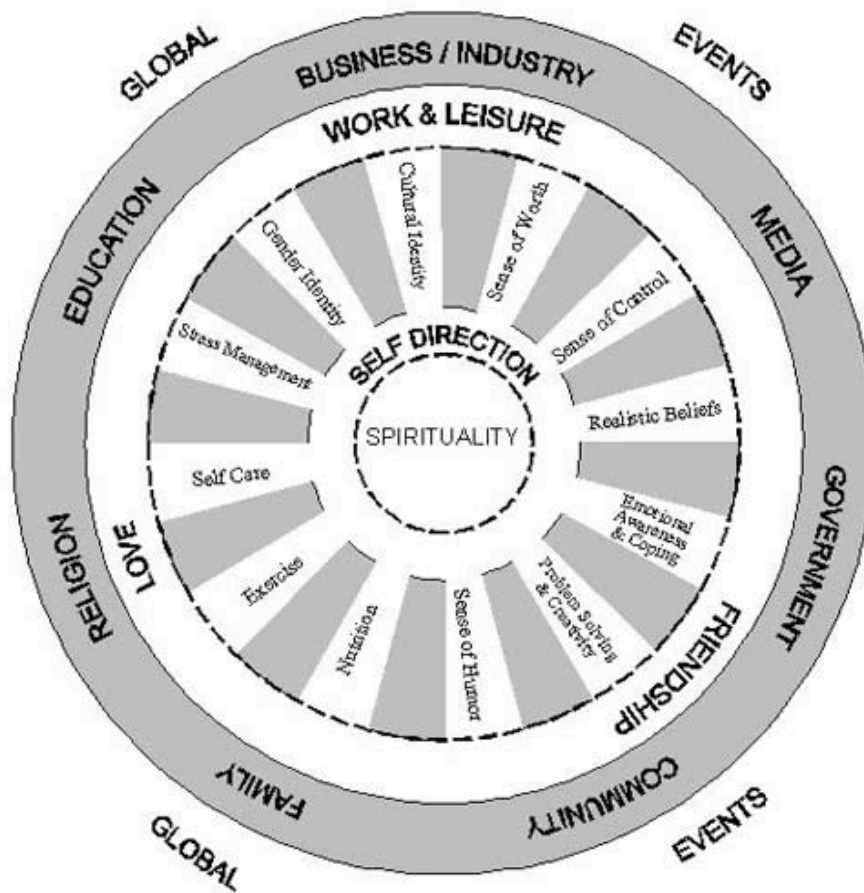 GLOBAL
EVENTS
BUSINESS / INDUSTRY
EDUCATION
MEDIA
RELIGION
GOVERNMENT
FAMILY
COMMUNITY
WORK & LEISURE
LOVE
FRIENDSHIP
Cultural Identity
Sense of Worth
Sense of Control
Realistic Beliefs
Emotional
Awareness
& Coping
Problem Solving
& Creativity
Sense of Humor
Nutrition
Exercise
Self Care
Stress Management
Gender Identity
SELF DIRECTION
SPIRITUALITY
GLOBAL
EVENTS